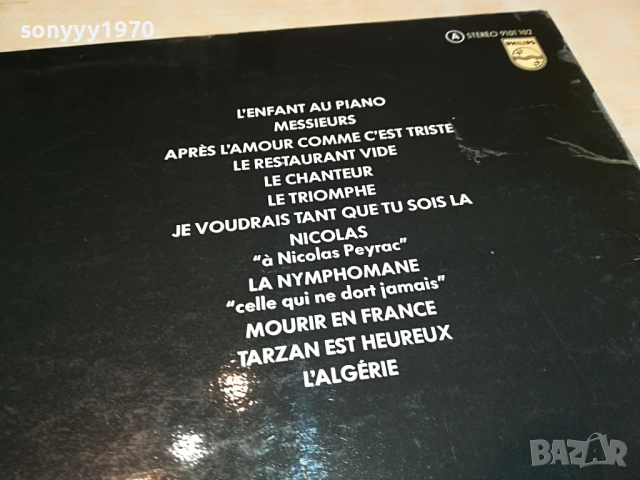 sonyyy1970
A STEREO 9101 102
PHILIPS
L'ENFANT AU PIANO
MESSIEURS
APRÈS L'AMOUR COMME C'EST TRISTE
LE RESTAURANT VIDE
LE CHANTEUR
LE TRIOMPHE
JE VOUDRAIS TANT QUE TU SOIS LA
NICOLAS
"à Nicolas Peyrac"
LA NYMPHOMANE
"celle qui ne dort jamais"
MOURIR EN FRANCE
TARZAN EST HEUREUX
L'ALGÉRIE
BAZAR
sonyyy1970